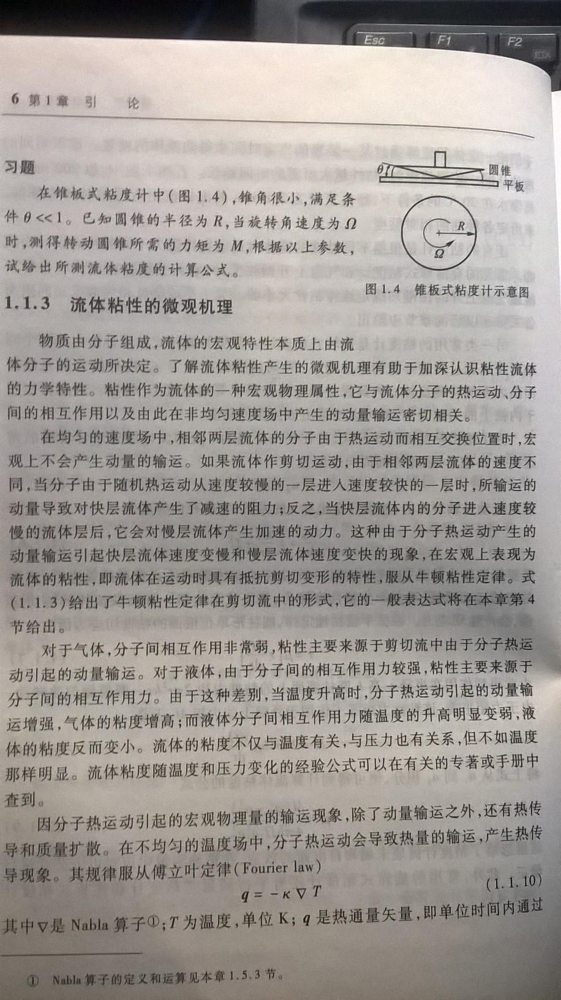 Esc
F1
F2
6 第1章 引 论
习题
在锥板式粘度计中(图1.4),锥角很小,满足条
件 θ<<1。已知圆锥的半径为 R,当旋转角速度为 Ω
时,测得转动圆锥所需的力矩为 M,根据以上参数,
试给出所测流体粘度的计算公式。
θ
圆锥
平板
R
Ω
图1.4 锥板式粘度计示意图
1.1.3 流体粘性的微观机理
物质由分子组成,流体的宏观特性本质上由流
体分子的运动所决定。了解流体粘性产生的微观机理有助于加深认识粘性流体
的力学特性。粘性作为流体的一种宏观物理属性,它与流体分子的热运动、分子
间的相互作用以及由此在非均匀速度场中产生的动量输运密切相关。
在均匀的速度场中,相邻两层流体的分子由于热运动而相互交换位置时,宏
观上不会产生动量的输运。如果流体作剪切运动,由于相邻两层流体的速度不
同,当分子由于随机热运动从速度较慢的一层进入速度较快的一层时,所输运的
动量导致对快层流体产生了减速的阻力;反之,当快层流体内的分子进入速度较
慢的流体层后,它会对慢层流体产生加速的动力。这种由于分子热运动产生的
动量输运引起快层流体速度变慢和慢层流体速度变快的现象,在宏观上表现为
流体的粘性,即流体在运动时具有抵抗剪切变形的特性,服从牛顿粘性定律。式
(1.1.3)给出了牛顿粘性定律在剪切流中的形式,它的一般表达式将在本章第4
节给出。
对于气体,分子间相互作用非常弱,粘性主要来源于剪切流中由于分子热运
动引起的动量输运。对于液体,由于分子间的相互作用力较强,粘性主要来源于
分子间的相互作用力。由于这种差别,当温度升高时,分子热运动引起的动量输
运增强,气体的粘度增高;而液体分子间相互作用力随温度的升高明显变弱,液
体的粘度反而变小。流体的粘度不仅与温度有关,与压力也有关系,但不如温度
那样明显。流体粘度随温度和压力变化的经验公式可以在有关的专著或手册中
查到。
因分子热运动引起的宏观物理量的输运现象,除了动量输运之外,还有热传
导和质量扩散。在不均匀的温度场中,分子热运动会导致热量的输运,产生热传
导现象。其规律服从傅立叶定律(Fourier law)
q = - κ ∇ T (1.1.10)
其中∇是 Nabla 算子①;T 为温度,单位 K; q 是热通量矢量,即单位时间内通过
① Nabla 算子的定义和运算见本章 1.5.3 节。